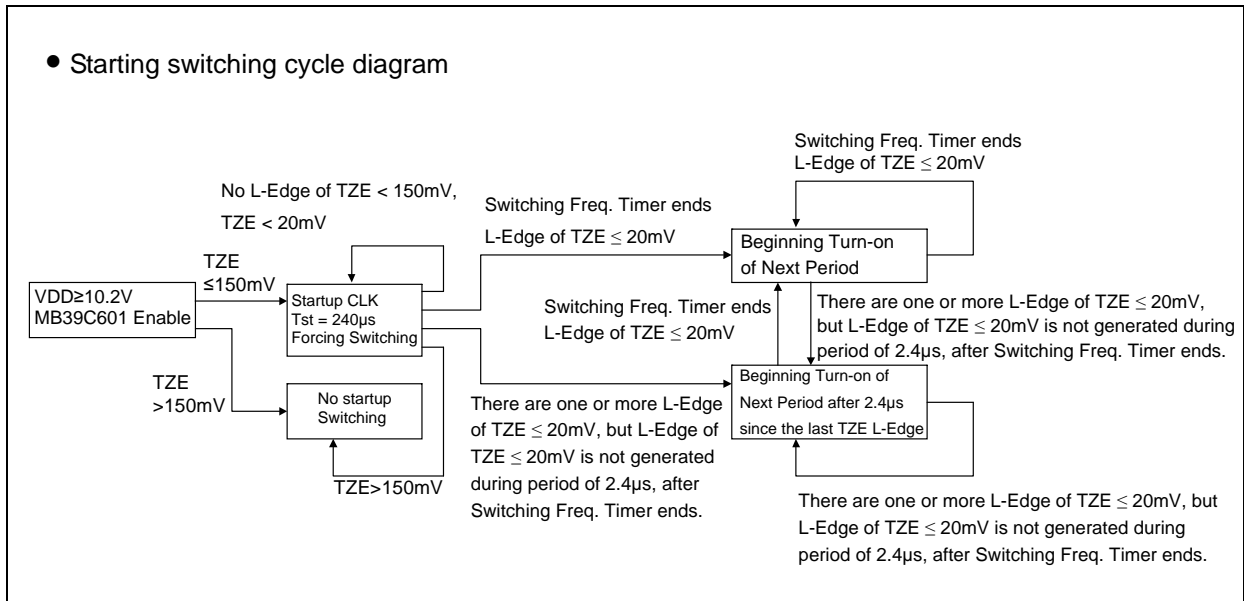 ● Starting switching cycle diagram
Switching Freq. Timer ends
L-Edge of TZE ≤ 20mV
No L-Edge of TZE < 150mV,
TZE < 20mV
Switching Freq. Timer ends
L-Edge of TZE ≤ 20mV
Beginning Turn-on
of Next Period
TZE
≤150mV
VDD≥10.2V
MB39C601 Enable
Startup CLK
Tst = 240μs
Forcing Switching
Switching Freq. Timer ends
L-Edge of TZE ≤ 20mV
There are one or more L-Edge of TZE ≤ 20mV,
but L-Edge of TZE ≤ 20mV is not generated during
period of 2.4μs, after Switching Freq. Timer ends.
TZE
>150mV
No startup
Switching
TZE>150mV
There are one or more L-Edge
of TZE ≤ 20mV, but L-Edge of
TZE ≤ 20mV is not generated
during period of 2.4μs, after
Switching Freq. Timer ends.
Beginning Turn-on of
Next Period after 2.4μs
since the last TZE L-Edge
There are one or more L-Edge of TZE ≤ 20mV, but
L-Edge of TZE ≤ 20mV is not generated during
period of 2.4μs, after Switching Freq. Timer ends.